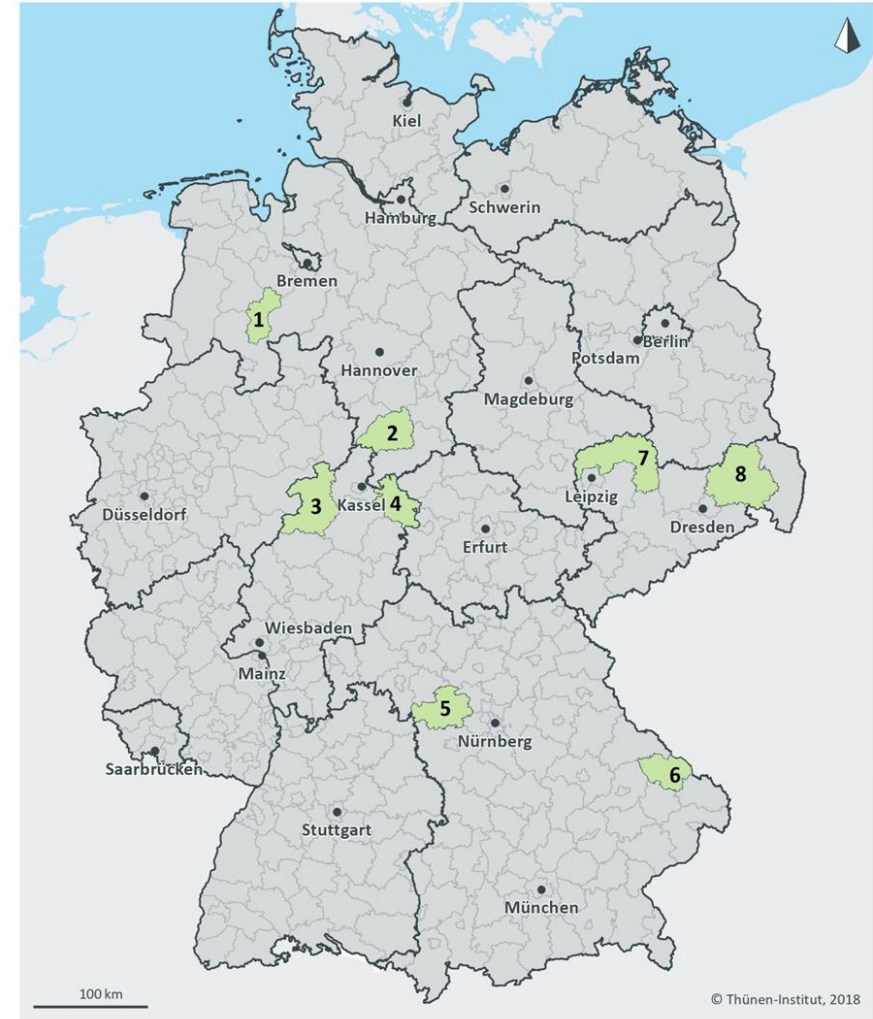 Kiel
Hamburg
Schwerin
Bremen
1
Berlin
Potsdam
Hannover
Magdeburg
2
7
8
3
Kassel
4
Leipzig
Düsseldorf
Dresden
Erfurt
Wiesbaden
Mainz
5
Nürnberg
Saarbrücken
6
Stuttgart
München
100 km
© Thünen-Institut, 2018